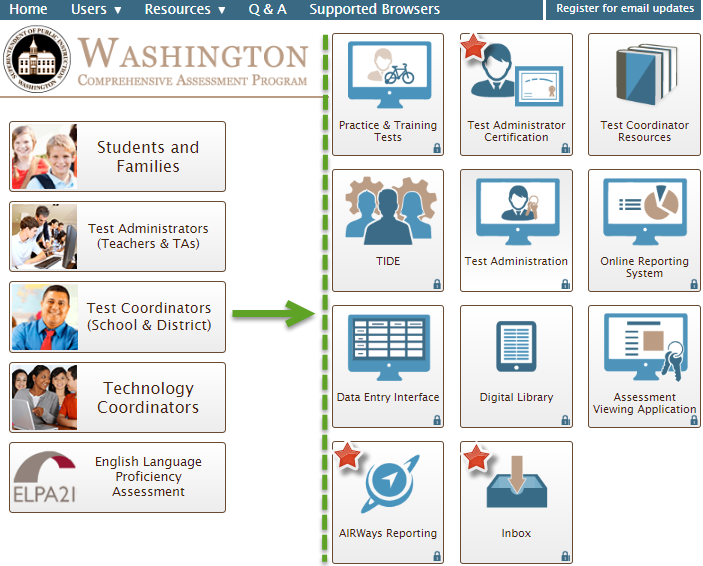 Home Users ▼ Resources ▼ Q & A Supported Browsers Register for email updates
SUPERINTENDENT OF PUBLIC INSTRUCTION
WASHINGTON
WASHINGTON
COMPREHENSIVE ASSESSMENT PROGRAM
Students and
Families
Test Administrators
(Teachers & TAs)
Test Coordinators
(School & District)
Technology
Coordinators
ELPA21
English Language
Proficiency
Assessment
Practice & Training
Tests
Test Administrator
Certification
Test Coordinator
Resources
TIDE
Test Administration
Online Reporting
System
Data Entry Interface
Digital Library
Assessment
Viewing Application
AIRWays Reporting
Inbox